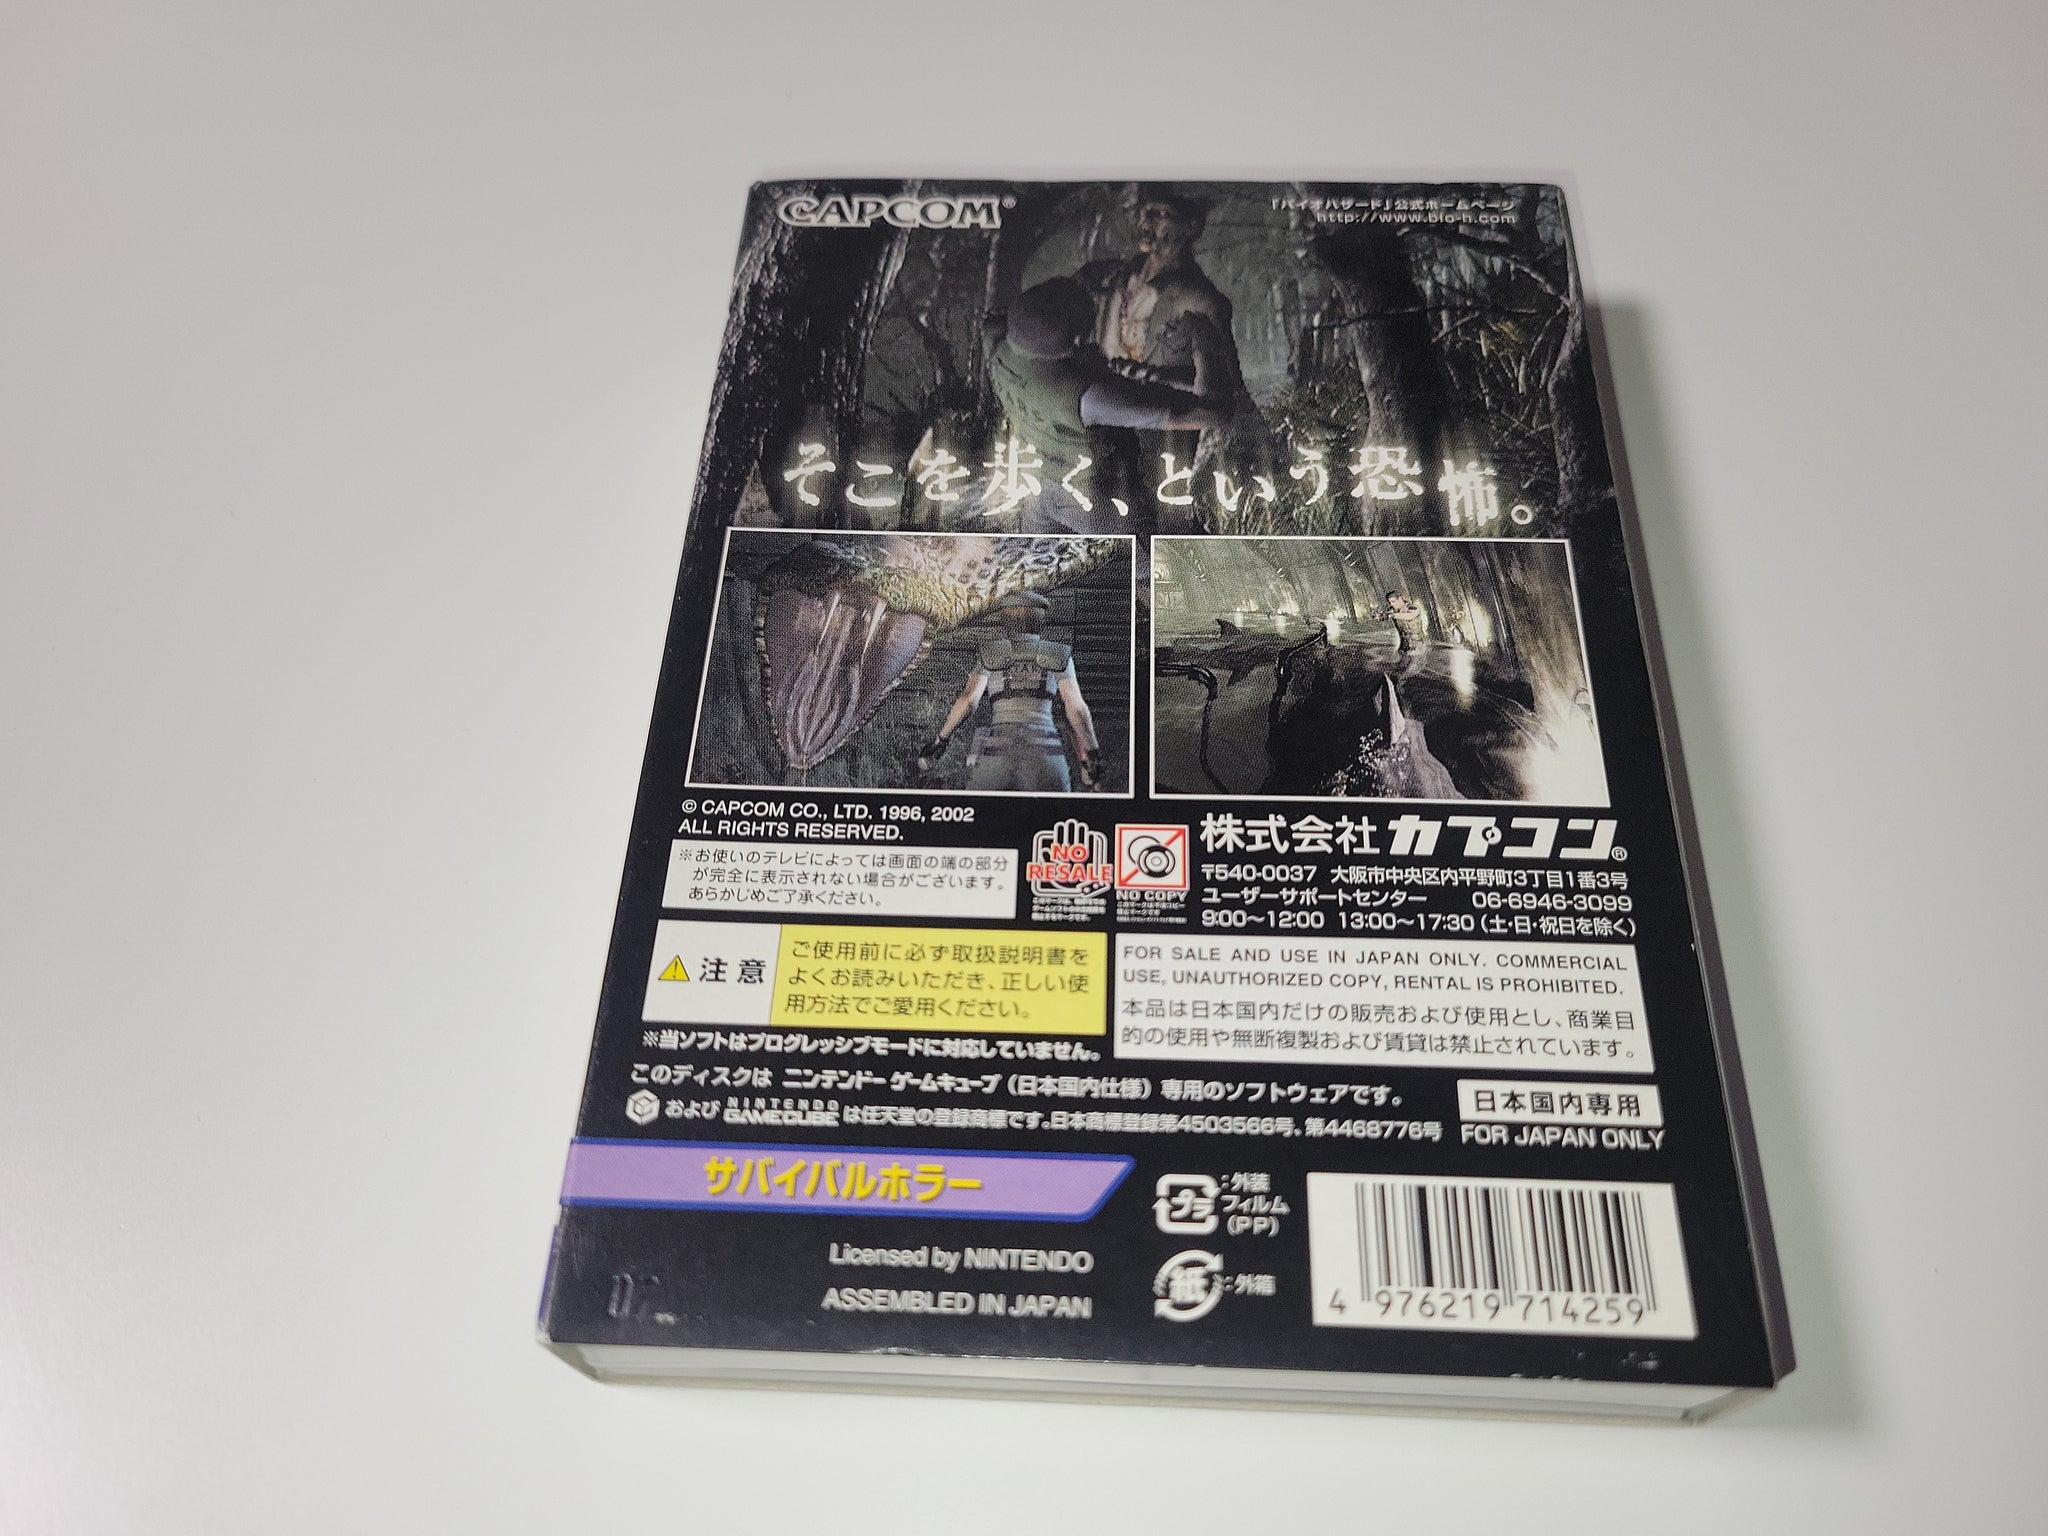 CAPCOM®
「バイオハザード」公式ホームページ
http://www.bio-h.com
そこを歩く、という恐怖。
© CAPCOM CO., LTD. 1996, 2002
ALL RIGHTS RESERVED.
※お使いのテレビによっては画面の端の部分
が完全に表示されない場合がございます。
あらかじめご了承ください。
NO
RESALE
NO COPY
株式会社カプコン®
〒540-0037 大阪市中央区内平野町3丁目1番3号
ユーザーサポートセンター 06-6946-3099
9:00～12:00 13:00～17:30（土・日・祝日を除く）
注意
ご使用前に必ず取扱説明書を
よくお読みいただき、正しい使
用方法でご愛用ください。
FOR SALE AND USE IN JAPAN ONLY. COMMERCIAL
USE, UNAUTHORIZED COPY, RENTAL IS PROHIBITED.
本品は日本国内だけの販売および使用とし、商業目
的の使用や無断複製および賃貸は禁止されています。
※当ソフトはプログレッシブモードに対応していません。
このディスクは ニンテンドー ゲームキューブ（日本国内仕様）専用のソフトウェアです。
および NINTENDO GAMECUBE は任天堂の登録商標です。日本商標登録第4503566号、第4468776号
日本国内専用
FOR JAPAN ONLY
サバイバルホラー
Licensed by NINTENDO
ASSEMBLED IN JAPAN
プラ
：外装
フィルム
（PP）
紙
：外箱
4 976219 714259